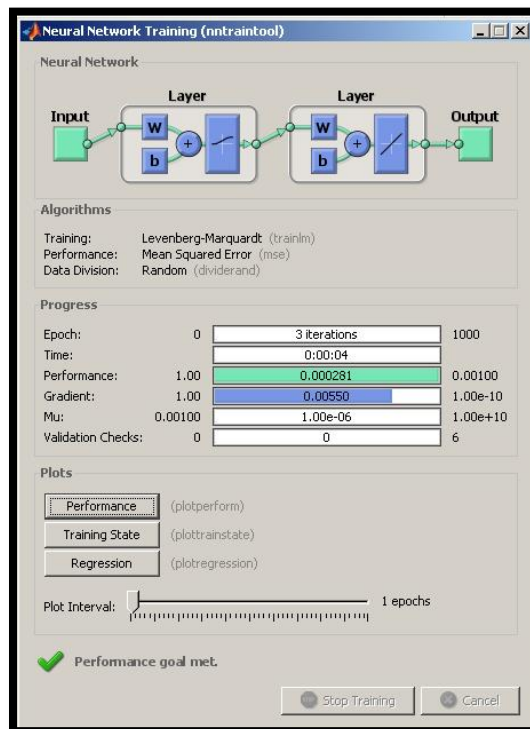 Neural Network Training (nntraintool)
Neural Network
Layer Layer
Input Output
W W
b + b +
Algorithms
Training: Levenberg-Marquardt (trainlm)
Performance: Mean Squared Error (mse)
Data Division: Random (dividerand)
Progress
Epoch: 0 3 iterations 1000
Time: 0:00:04
Performance: 1.00 0.000281 0.00100
Gradient: 1.00 0.00550 1.00e-10
Mu: 0.00100 1.00e-06 1.00e+10
Validation Checks: 0 0 6
Plots
Performance (plotperform)
Training State (plottrainstate)
Regression (plotregression)
Plot Interval: 1 epochs
Performance goal met.
Stop Training Cancel